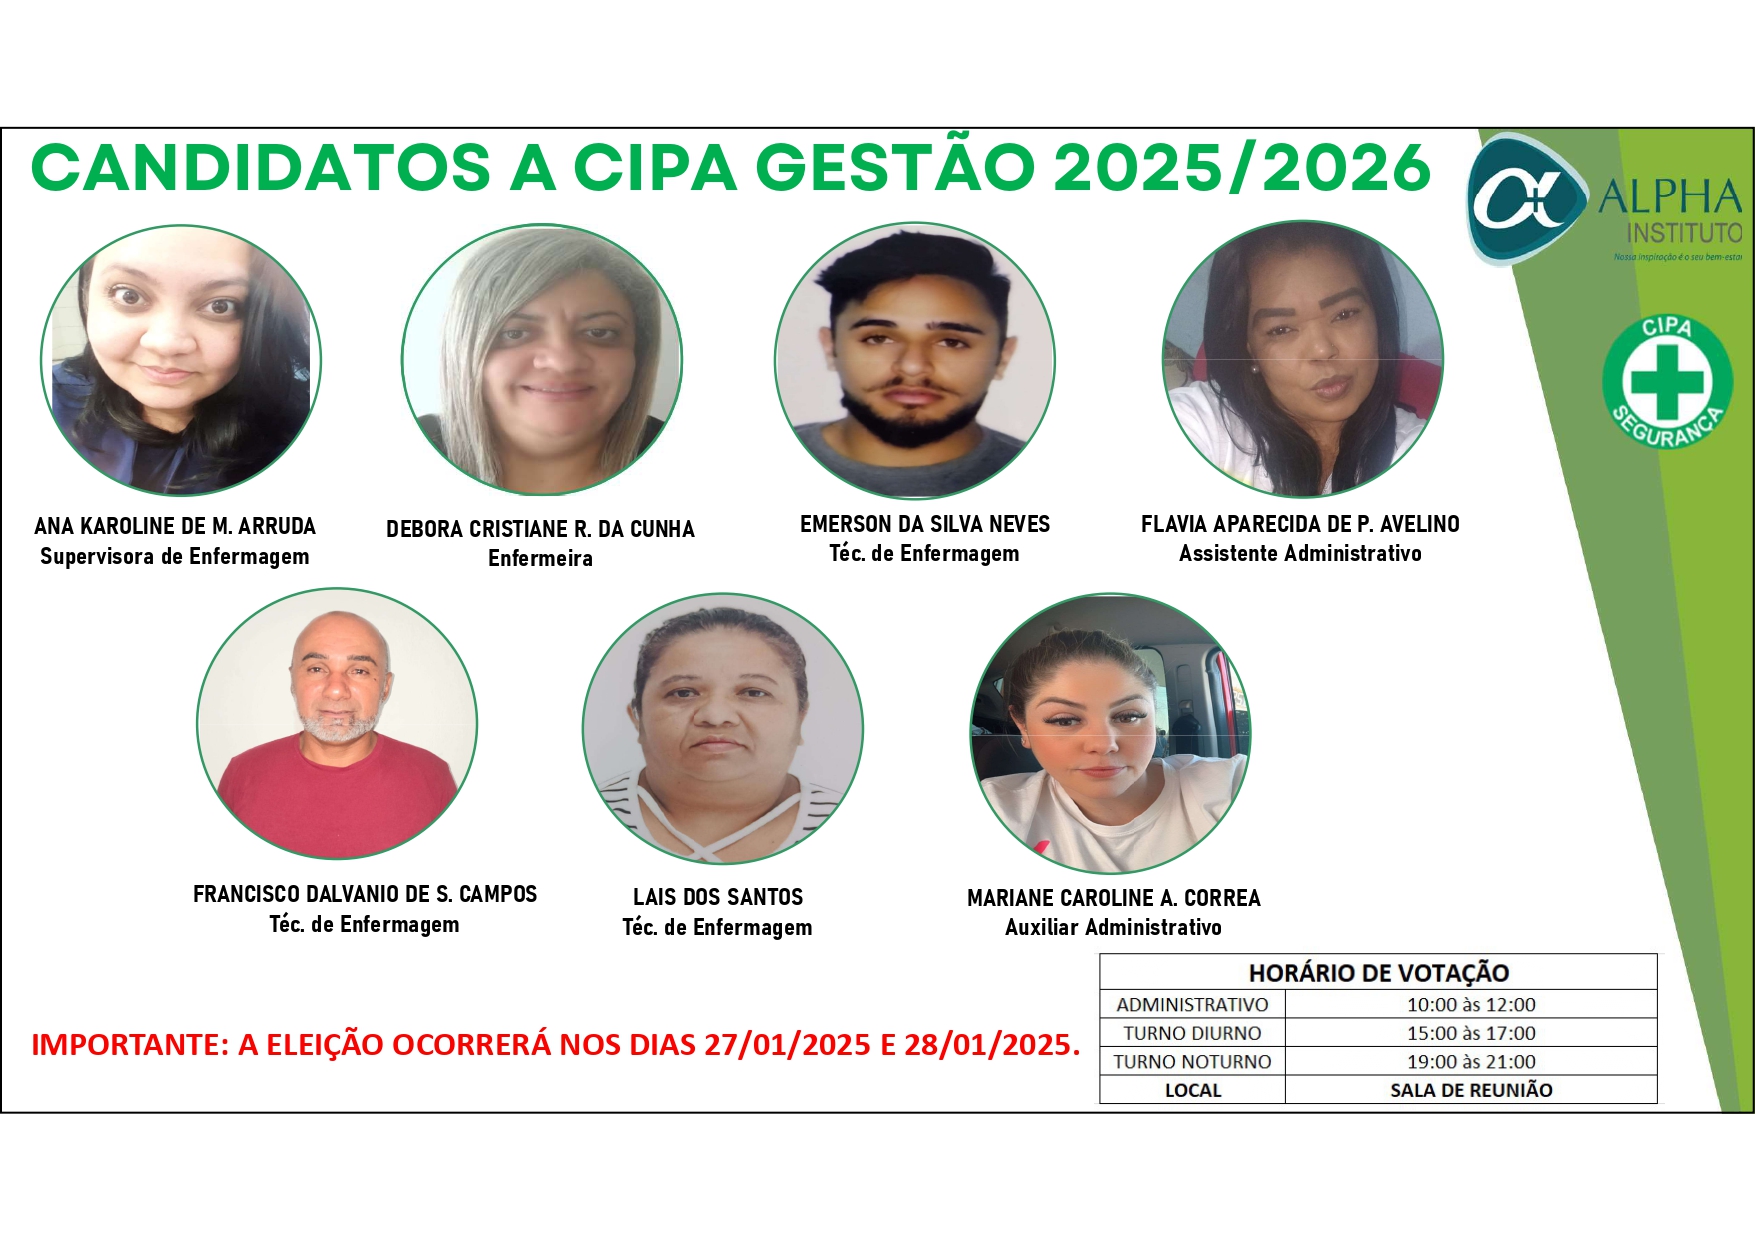 CANDIDATOS A CIPA GESTÃO 2025/2026
ALPHA
INSTITUTO
Nossa inspiração é o seu bem-estar
CIPA
SEGURANÇA
ANA KAROLINE DE M. ARRUDA
Supervisora de Enfermagem
DEBORA CRISTIANE R. DA CUNHA
Enfermeira
EMERSON DA SILVA NEVES
Téc. de Enfermagem
FLAVIA APARECIDA DE P. AVELINO
Assistente Administrativo
FRANCISCO DALVANIO DE S. CAMPOS
Téc. de Enfermagem
LAIS DOS SANTOS
Téc. de Enfermagem
MARIANE CAROLINE A. CORREA
Auxiliar Administrativo
IMPORTANTE: A ELEIÇÃO OCORRERÁ NOS DIAS 27/01/2025 E 28/01/2025.
HORÁRIO DE VOTAÇÃO
ADMINISTRATIVO 10:00 às 12:00
TURNO DIURNO 15:00 às 17:00
TURNO NOTURNO 19:00 às 21:00
LOCAL SALA DE REUNIÃO